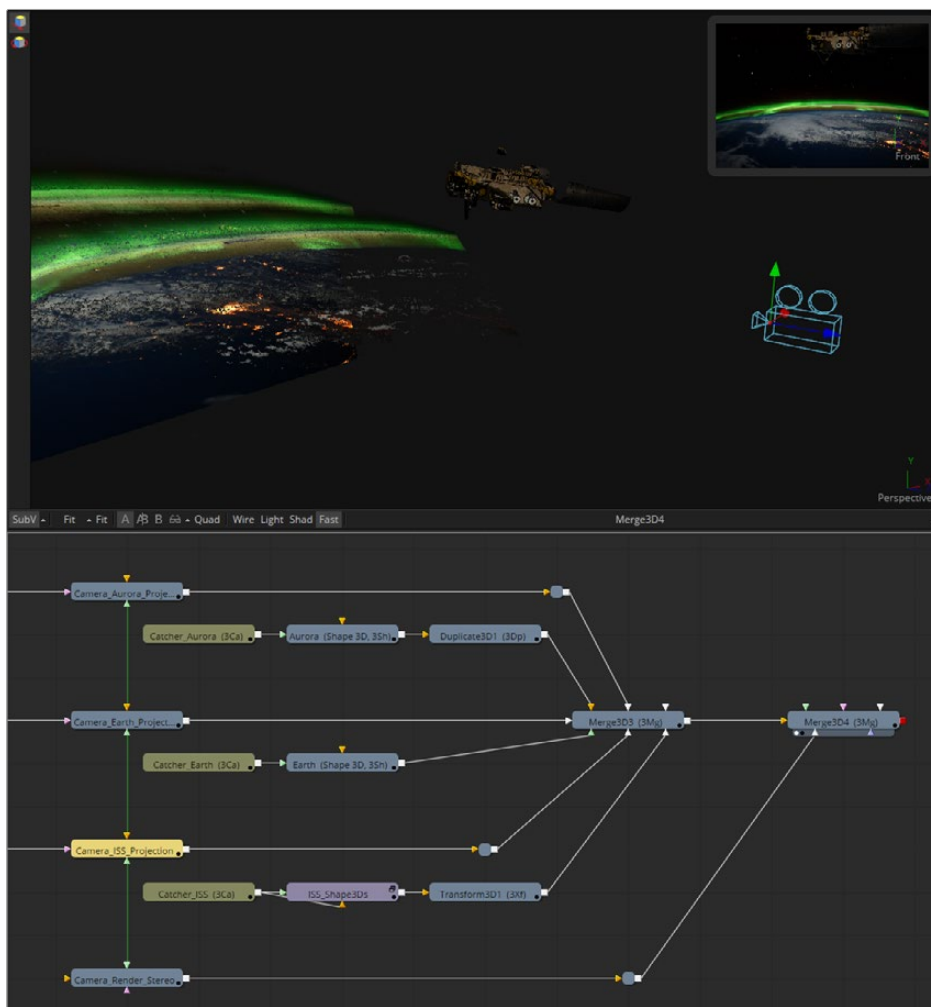 Front
Y
X
Perspective
SubV Fit Fit A A/B B Quad Wire Light Shad Fast Merge3D4
Camera_Aurora_Proje...
Catcher_Aurora (3Ca) Aurora (Shape 3D, 3Sh) Duplicate3D1 (3Dp)
Camera_Earth_Project... Merge3D3 (3Mg) Merge3D4 (3Mg)
Catcher_Earth (3Ca) Earth (Shape 3D, 3Sh)
Camera_ISS_Projection
Catcher_ISS (3Ca) ISS_Shape3Ds Transform3D1 (3Xf)
Camera_Render_Stereo